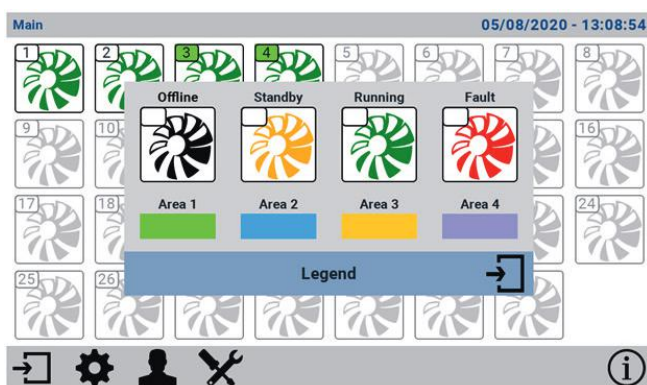 Main 05/08/2020 - 13:08:54
1 2 3 4 5 6 7 8
Offline Standby Running Fault
9 10 16
Area 1 Area 2 Area 3 Area 4
17 18 24
Legend
25 26
i